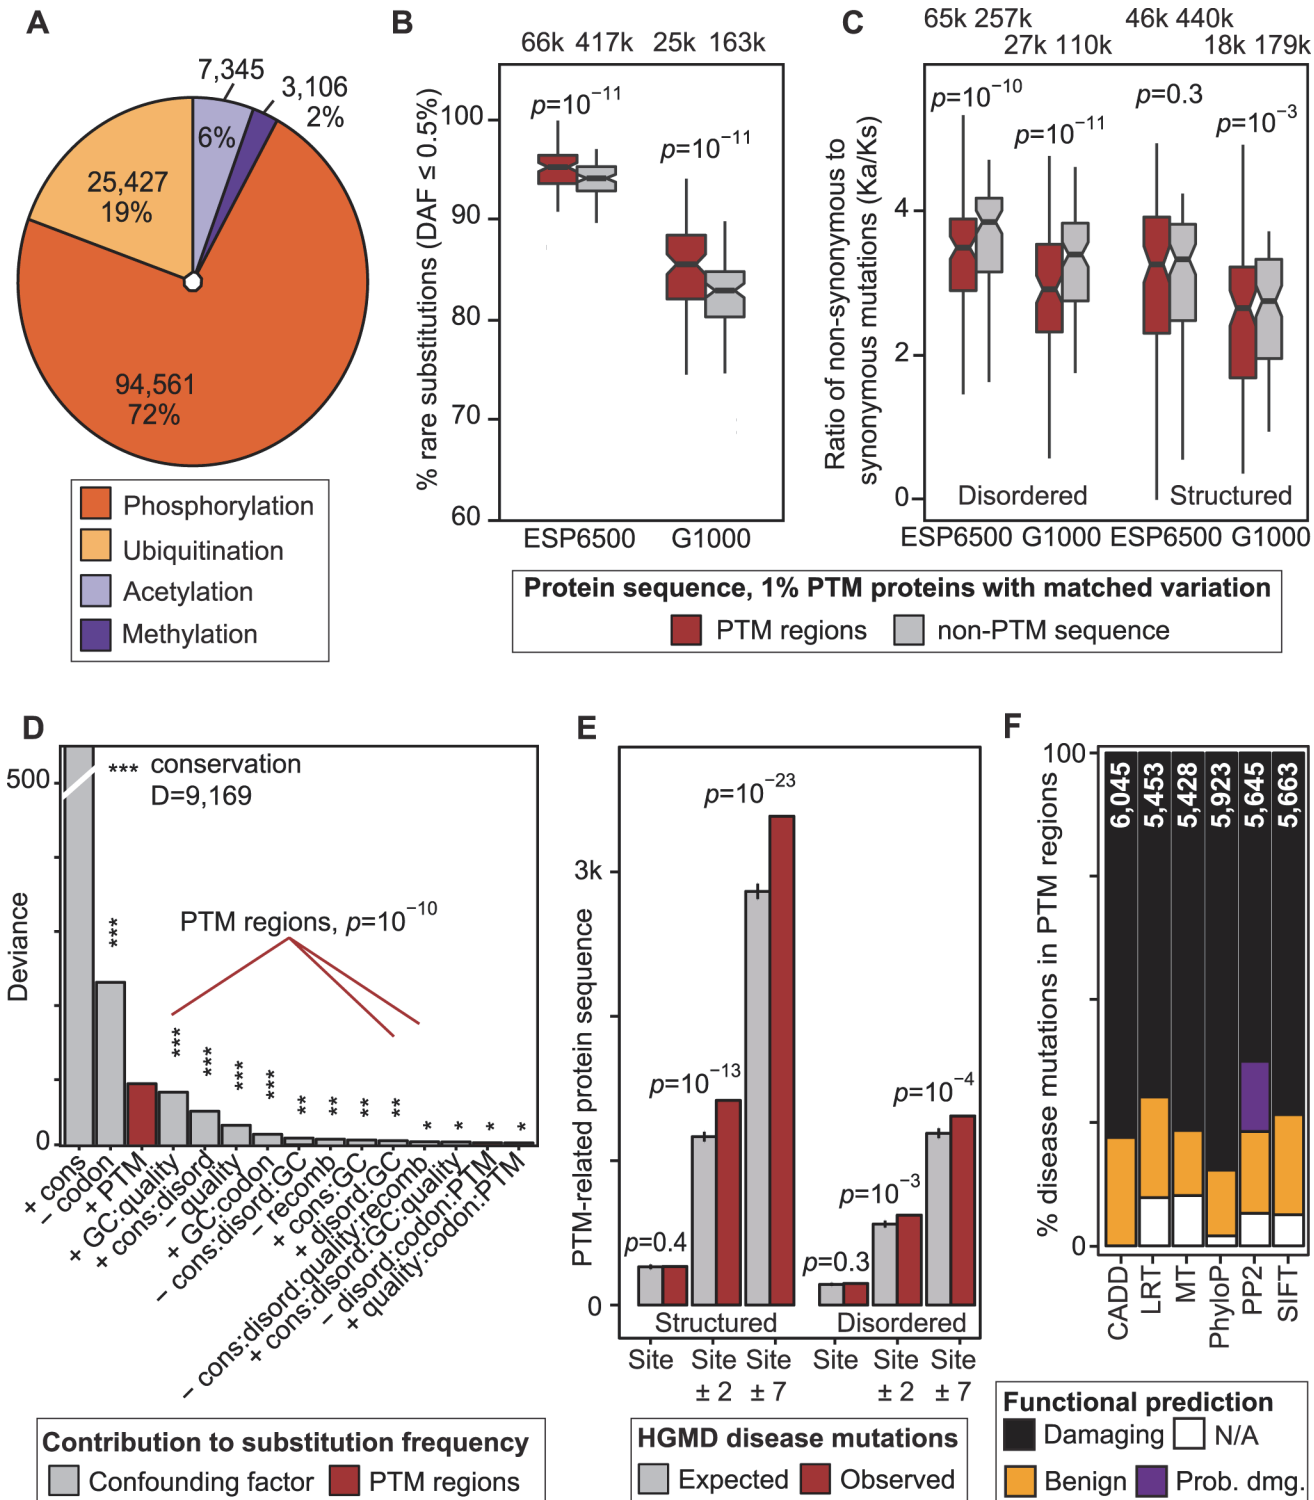 A
7,345
3,106
2%
6%
25,427
19%
94,561
72%
Phosphorylation
Ubiquitination
Acetylation
Methylation
B
66k 417k 25k 163k
% rare substitutions (DAF ≤ 0.5%)
100
90
80
70
60
p=10−11
p=10−11
ESP6500 G1000
C
65k 257k 46k 440k
27k 110k 18k 179k
Ratio of non-synonymous to
synonymous mutations (Ka/Ks)
4
2
0
p=10−10
p=10−11
p=0.3
p=10−3
Disordered Structured
ESP6500 G1000 ESP6500 G1000
Protein sequence, 1% PTM proteins with matched variation
PTM regions non-PTM sequence
D
Deviance
500
0
*** conservation
D=9,169
PTM regions, p=10−10
***
***
***
***
***
**
**
**
**
*
*
*
*
+ cons
− codon
+ PTM
+ GC:quality
+ cons:disord
− quality
+ GC:codon
− cons:disord:GC
− recomb
+ cons:GC
+ disord:GC
− cons:disord:quality:recomb
+ cons:disord:GC:quality
− disord:codon:PTM
+ quality:codon:PTM
Contribution to substitution frequency
Confounding factor PTM regions
E
PTM-related protein sequence
3k
0
p=0.4
p=10−13
p=10−23
p=0.3
p=10−3
p=10−4
Structured Disordered
Site Site Site Site Site Site
± 2 ± 7 ± 2 ± 7
HGMD disease mutations
Expected Observed
F
% disease mutations in PTM regions
100
0
6,045
5,453
5,428
5,923
5,645
5,663
CADD
LRT
MT
PhyloP
PP2
SIFT
Functional prediction
Damaging N/A
Benign Prob. dmg.